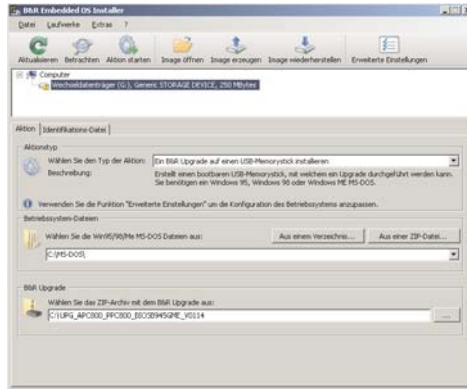 B&R Embedded OS Installer
Datei Laufwerke Extras ?
Aktualisieren Betrachten Aktion starten Image öffnen Image erzeugen Image wiederherstellen Erweiterte Einstellungen
Computer
Wechseldatenträger (G:), Generic STORAGE DEVICE, 250 MBytes
Aktion Identifikations-Datei
Aktionstyp
Wählen Sie den Typ der Aktion: Ein B&R Upgrade auf einen USB-Memorystick installieren
Beschreibung: Erstellt einen bootbaren USB-Memorystick, mit welchem ein Upgrade durchgeführt werden kann.
Sie benötigen ein Windows 95, Windows 98 oder Windows ME MS-DOS.
Verwenden Sie die Funktion "Erweiterte Einstellungen" um die Konfiguration des Betriebssystems anzupassen.
Betriebssystem-Dateien
Wählen Sie die Win95/98/Me MS-DOS Dateien aus: Aus einem Verzeichnis... Aus einer ZIP-Datei...
C:\MS-DOS\
B&R Upgrade
Wählen Sie das ZIP-Archiv mit dem B&R Upgrade aus:
C:\UPG_APC800_PPC800_BIOSB945GME_V0114 ...